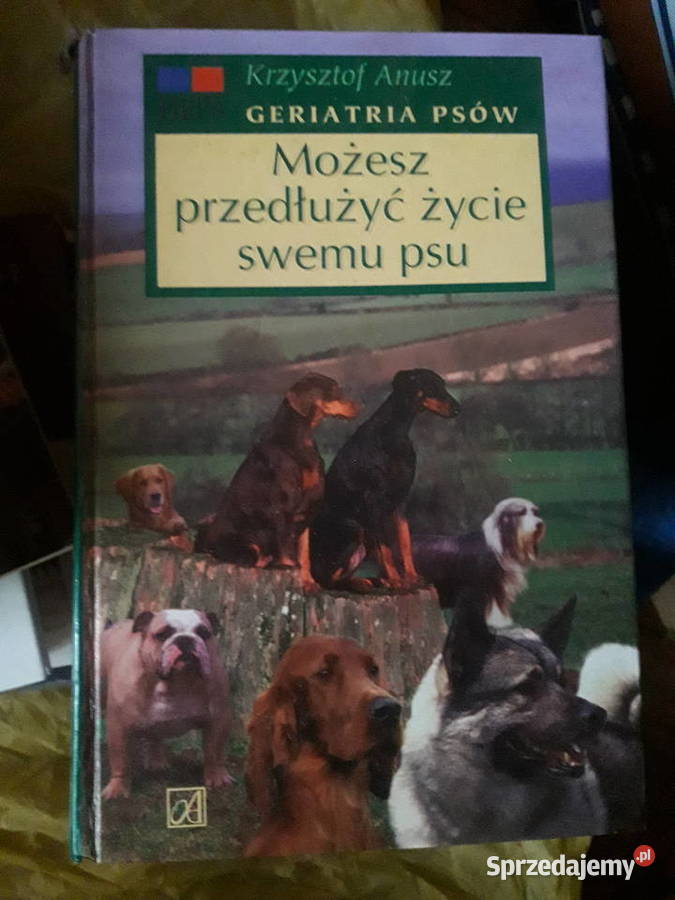 Krzysztof Anusz
GERIATRIA PSÓW
Możesz
przedłużyć życie
swemu psu
Sprzedajemy.pl